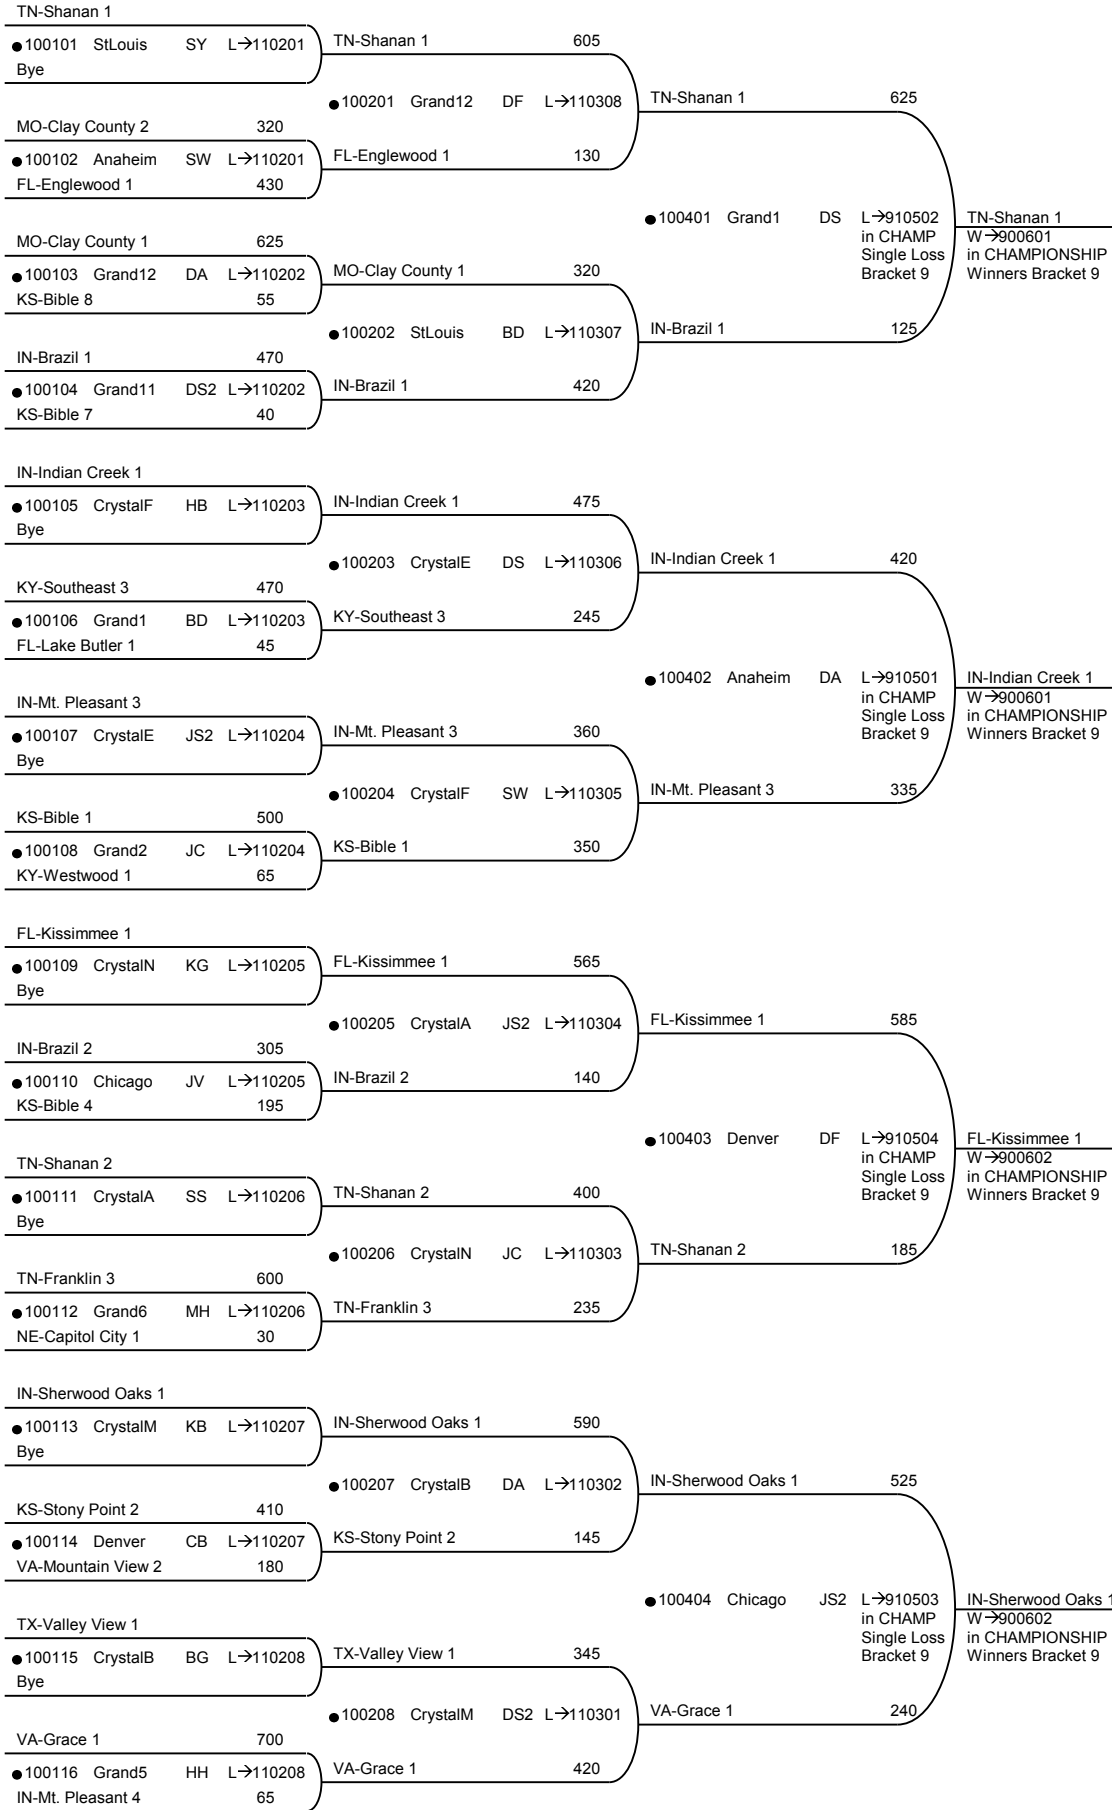 TN-Shanan 1
●100101 StLouis SY L→110201
Bye
MO-Clay County 2 320
●100102 Anaheim SW L→110201
FL-Englewood 1 430
MO-Clay County 1 625
●100103 Grand12 DA L→110202
KS-Bible 8 55
IN-Brazil 1 470
●100104 Grand11 DS2 L→110202
KS-Bible 7 40
IN-Indian Creek 1
●100105 CrystalF HB L→110203
Bye
KY-Southeast 3 470
●100106 Grand1 BD L→110203
FL-Lake Butler 1 45
IN-Mt. Pleasant 3
●100107 CrystalE JS2 L→110204
Bye
KS-Bible 1 500
●100108 Grand2 JC L→110204
KY-Westwood 1 65
FL-Kissimmee 1
●100109 CrystalN KG L→110205
Bye
IN-Brazil 2 305
●100110 Chicago JV L→110205
KS-Bible 4 195
TN-Shanan 2
●100111 CrystalA SS L→110206
Bye
TN-Franklin 3 600
●100112 Grand6 MH L→110206
NE-Capitol City 1 30
IN-Sherwood Oaks 1
●100113 CrystalM KB L→110207
Bye
KS-Stony Point 2 410
●100114 Denver CB L→110207
VA-Mountain View 2 180
TX-Valley View 1
●100115 CrystalB BG L→110208
Bye
VA-Grace 1 700
●100116 Grand5 HH L→110208
IN-Mt. Pleasant 4 65
TN-Shanan 1 605
●100201 Grand12 DF L→110308
FL-Englewood 1 130
MO-Clay County 1 320
●100202 StLouis BD L→110307
IN-Brazil 1 420
IN-Indian Creek 1 475
●100203 CrystalE DS L→110306
KY-Southeast 3 245
IN-Mt. Pleasant 3 360
●100204 CrystalF SW L→110305
KS-Bible 1 350
FL-Kissimmee 1 565
●100205 CrystalA JS2 L→110304
IN-Brazil 2 140
TN-Shanan 2 400
●100206 CrystalN JC L→110303
TN-Franklin 3 235
IN-Sherwood Oaks 1 590
●100207 CrystalB DA L→110302
KS-Stony Point 2 145
TX-Valley View 1 345
●100208 CrystalM DS2 L→110301
VA-Grace 1 420
TN-Shanan 1 625
●100401 Grand1 DS L→910502
in CHAMP
Single Loss
Bracket 9
IN-Brazil 1 125
IN-Indian Creek 1 420
●100402 Anaheim DA L→910501
in CHAMP
Single Loss
Bracket 9
IN-Mt. Pleasant 3 335
FL-Kissimmee 1 585
●100403 Denver DF L→910504
in CHAMP
Single Loss
Bracket 9
TN-Shanan 2 185
IN-Sherwood Oaks 1 525
●100404 Chicago JS2 L→910503
in CHAMP
Single Loss
Bracket 9
VA-Grace 1 240
TN-Shanan 1
W→900601
in CHAMPIONSHIP
Winners Bracket 9
IN-Indian Creek 1
W→900601
in CHAMPIONSHIP
Winners Bracket 9
FL-Kissimmee 1
W→900602
in CHAMPIONSHIP
Winners Bracket 9
IN-Sherwood Oaks 1
W→900602
in CHAMPIONSHIP
Winners Bracket 9